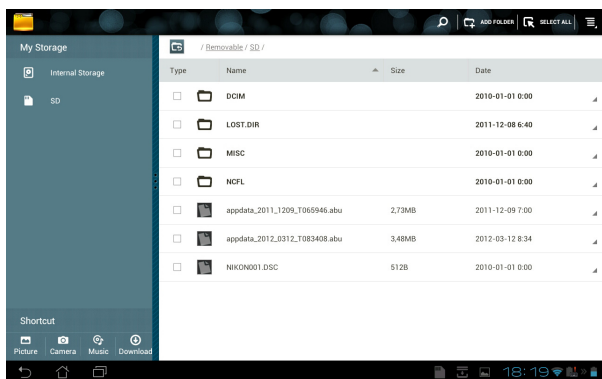 ADD FOLDER SELECT ALL
My Storage
/ Removable / SD /
Internal Storage
SD
Type Name Size Date
DCIM 2010-01-01 0:00
LOST.DIR 2011-12-08 6:40
MISC 2010-01-01 0:00
NCFL 2010-01-01 0:00
appdata_2011_1209_T065946.abu 2,73MB 2011-12-09 7:00
appdata_2012_0312_T083408.abu 3,48MB 2012-03-12 8:34
NIKON001.DSC 512B 2010-01-01 0:00
Shortcut
Picture Camera Music Download
18:19